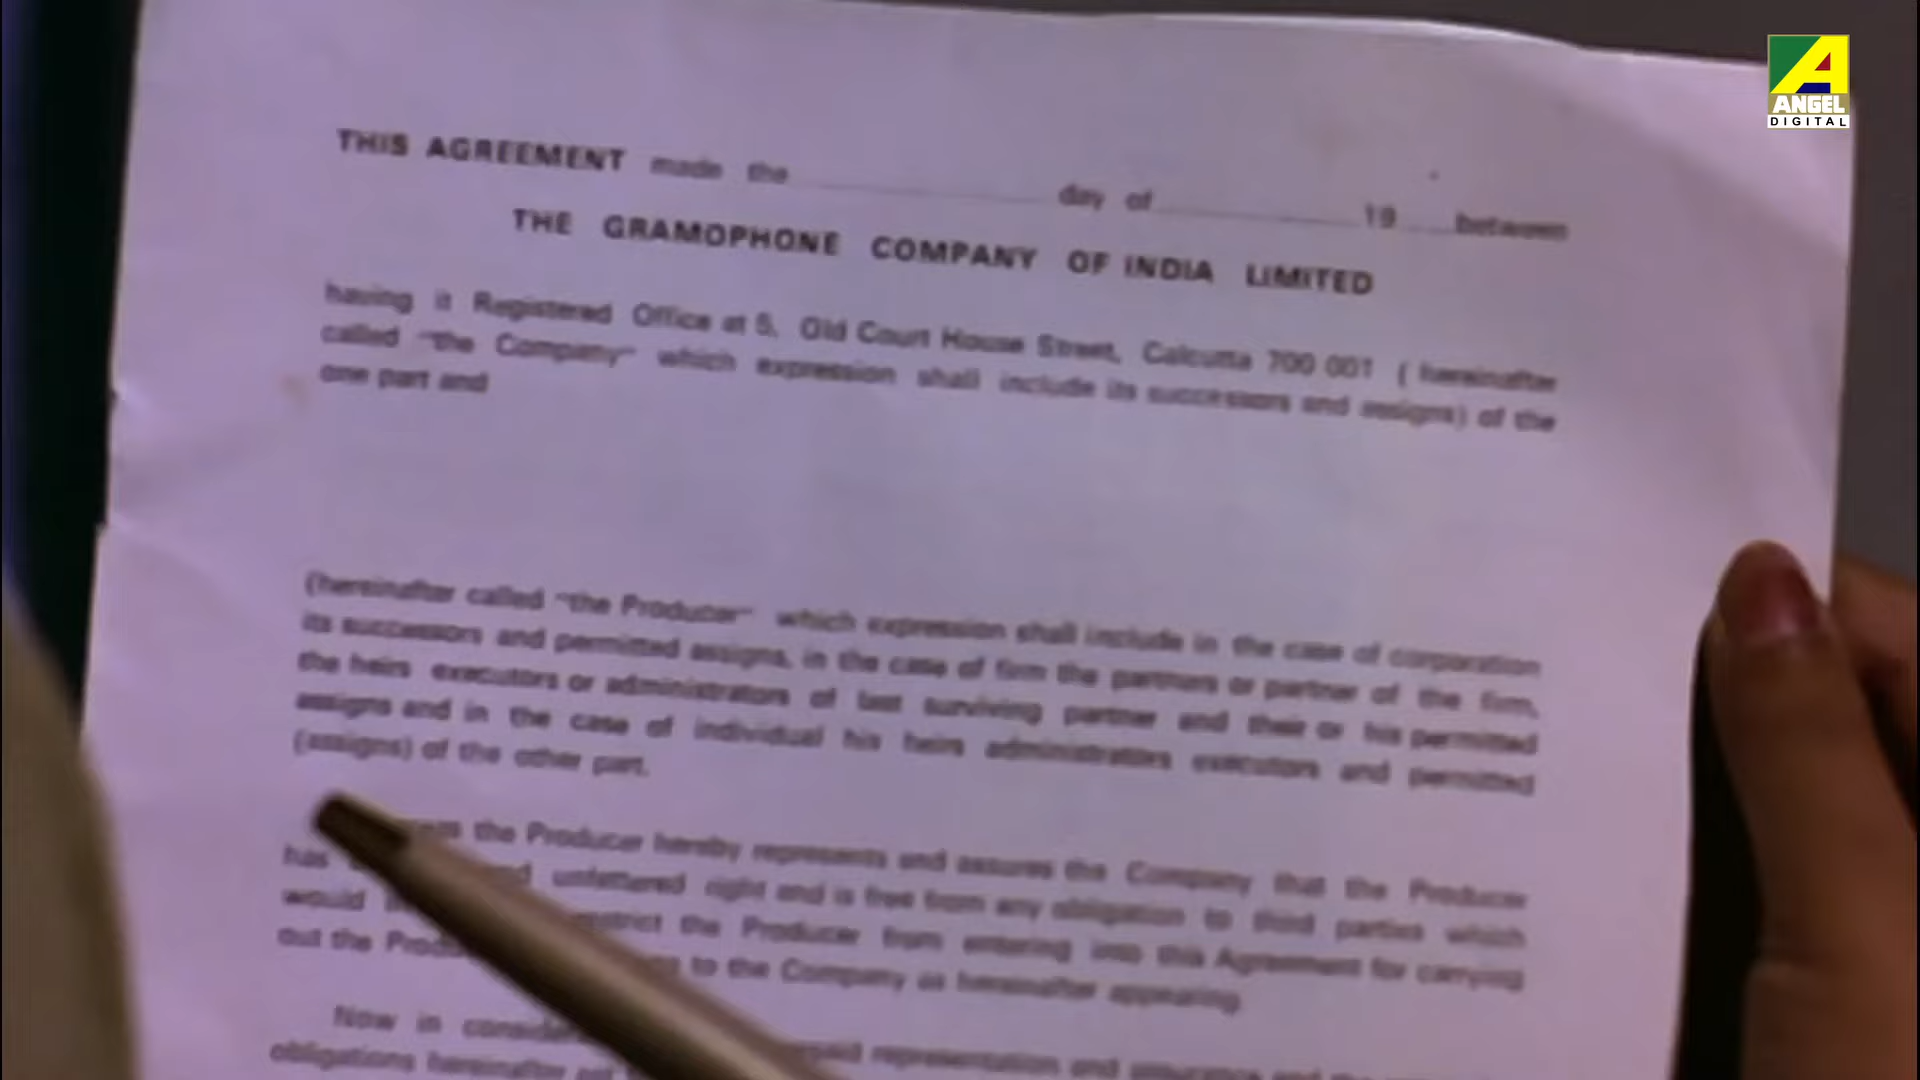 THIS AGREEMENT made the day of 19 between
THE GRAMOPHONE COMPANY OF INDIA LIMITED
having it Registered Office at 5, Old Court House Street, Calcutta 700 001 ( hereinafter
called "the Company" which expression shall include its successors and assigns) of the
one part and
(hereinafter called "the Producer" which expression shall include in the case of corporation
its successors and permitted assigns, in the case of firm the partners or partner of the firm,
the heirs executors or administrators of last surviving partner and their or his permitted
assigns and in the case of individual his heirs administrators executors and permitted
(assigns) of the other part.
the Producer hereby represents and assures the Company that the Producer
has unfettered right and is free from any obligation to third parties which
would the Producer from entering into this Agreement for carrying
out the to the Company as hereinafter appearing.
Now in representation and assurance and the
obligations hereinafter
A
ANGEL
DIGITAL